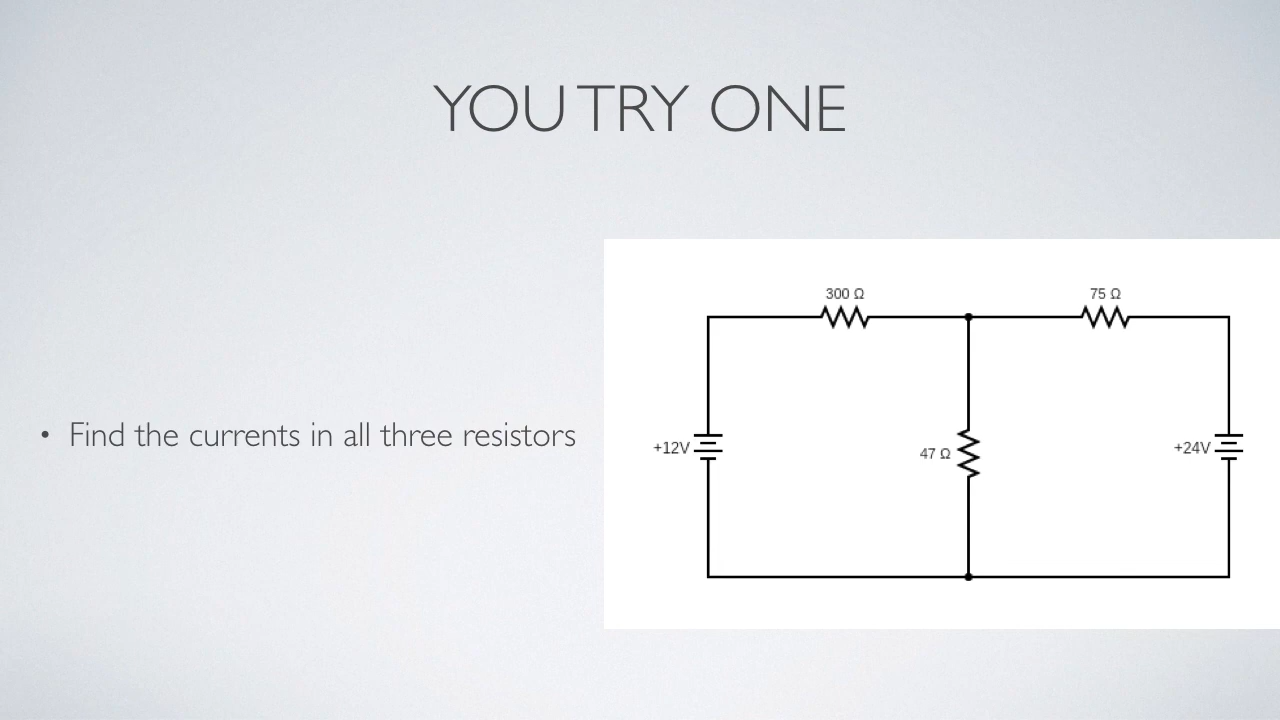 YOU TRY ONE
• Find the currents in all three resistors
300 Ω
75 Ω
+12V
47 Ω
+24V